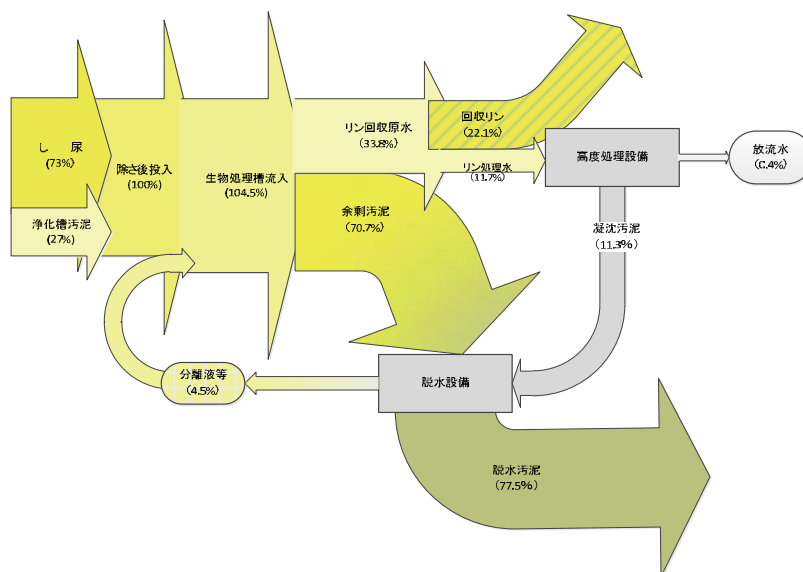 し 尿
(73%)
浄化槽汚泥
(27%)
除さ後投入
(100%)
生物処理槽流入
(104.5%)
リン回収原水
(33.8%)
回収リン
(22.1%)
リン処理水
(11.7%)
高度処理設備
放流水
(0.4%)
余剰汚泥
(70.7%)
凝沈汚泥
(11.3%)
分離液等
(4.5%)
脱水設備
脱水汚泥
(77.5%)